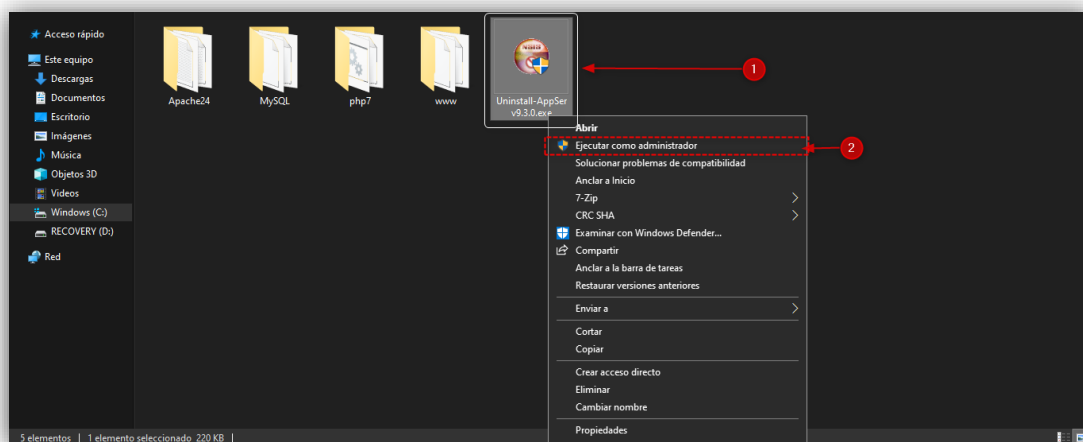 Acceso rápido
Este equipo
Descargas
Documentos
Escritorio
Imágenes
Música
Objetos 3D
Videos
Windows (C:)
RECOVERY (D:)
Red
Apache24
MySQL
php7
www
Uninstall-AppSer
v9.3.0.exe
1
Abrir
Ejecutar como administrador
2
Solucionar problemas de compatibilidad
Anclar a Inicio
7-Zip
CRC SHA
Examinar con Windows Defender...
Compartir
Anclar a la barra de tareas
Restaurar versiones anteriores
Enviar a
Cortar
Copiar
Crear acceso directo
Eliminar
Cambiar nombre
Propiedades
5 elementos
1 elemento seleccionado 220 KB